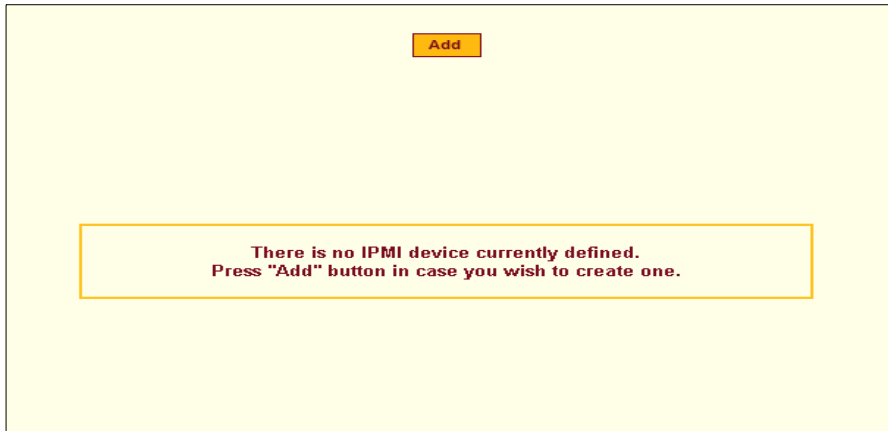 Add
There is no IPMI device currently defined.
Press "Add" button in case you wish to create one.